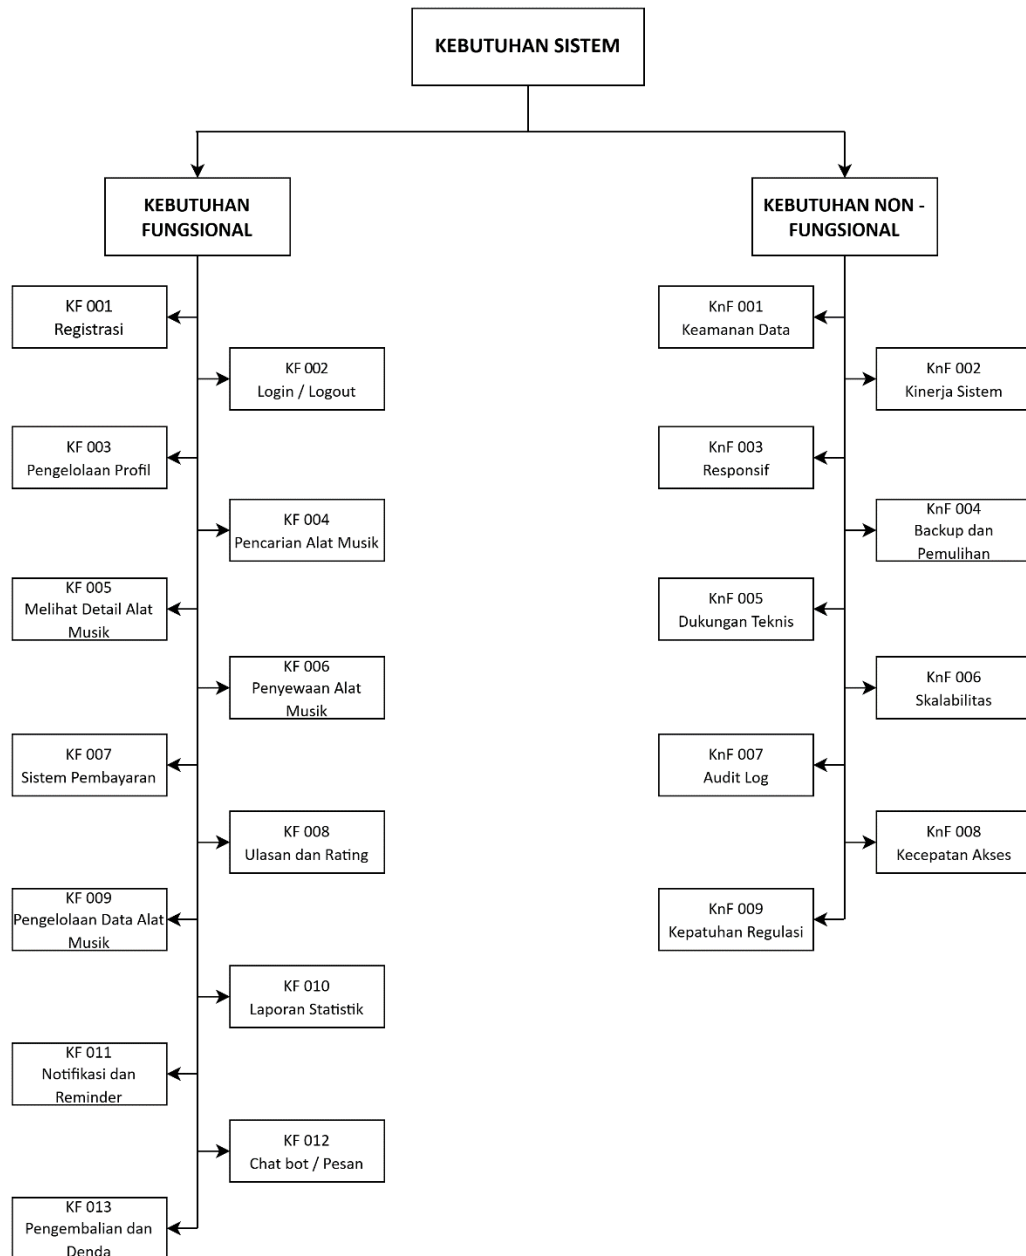 KEBUTUHAN SISTEM
KEBUTUHAN
FUNGSIONAL
KEBUTUHAN NON -
FUNGSIONAL
KF 001
Registrasi
KF 002
Login / Logout
KF 003
Pengelolaan Profil
KF 004
Pencarian Alat Musik
KF 005
Melihat Detail Alat
Musik
KF 006
Penyewaan Alat
Musik
KF 007
Sistem Pembayaran
KF 008
Ulasan dan Rating
KF 009
Pengelolaan Data Alat
Musik
KF 010
Laporan Statistik
KF 011
Notifikasi dan
Reminder
KF 012
Chat bot / Pesan
KF 013
Pengembalian dan
Denda
KnF 001
Keamanan Data
KnF 002
Kinerja Sistem
KnF 003
Responsif
KnF 004
Backup dan
Pemulihan
KnF 005
Dukungan Teknis
KnF 006
Skalabilitas
KnF 007
Audit Log
KnF 008
Kecepatan Akses
KnF 009
Kepatuhan Regulasi